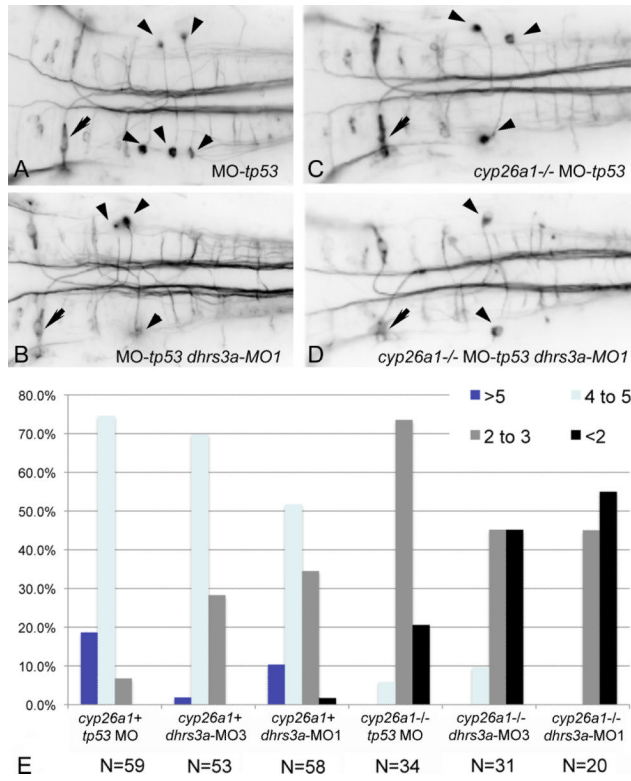 A
MO-tp53
C
cyp26a1-/- MO-tp53
B
MO-tp53 dhrs3a-MO1
D
cyp26a1-/- MO-tp53 dhrs3a-MO1
80.0%
70.0%
60.0%
50.0%
40.0%
30.0%
20.0%
10.0%
0.0%
>5
4 to 5
2 to 3
<2
cyp26a1+
tp53 MO
cyp26a1+
dhrs3a-MO3
cyp26a1+
dhrs3a-MO1
cyp26a1-/-
tp53 MO
cyp26a1-/-
dhrs3a-MO3
cyp26a1-/-
dhrs3a-MO1
E
N=59
N=53
N=58
N=34
N=31
N=20